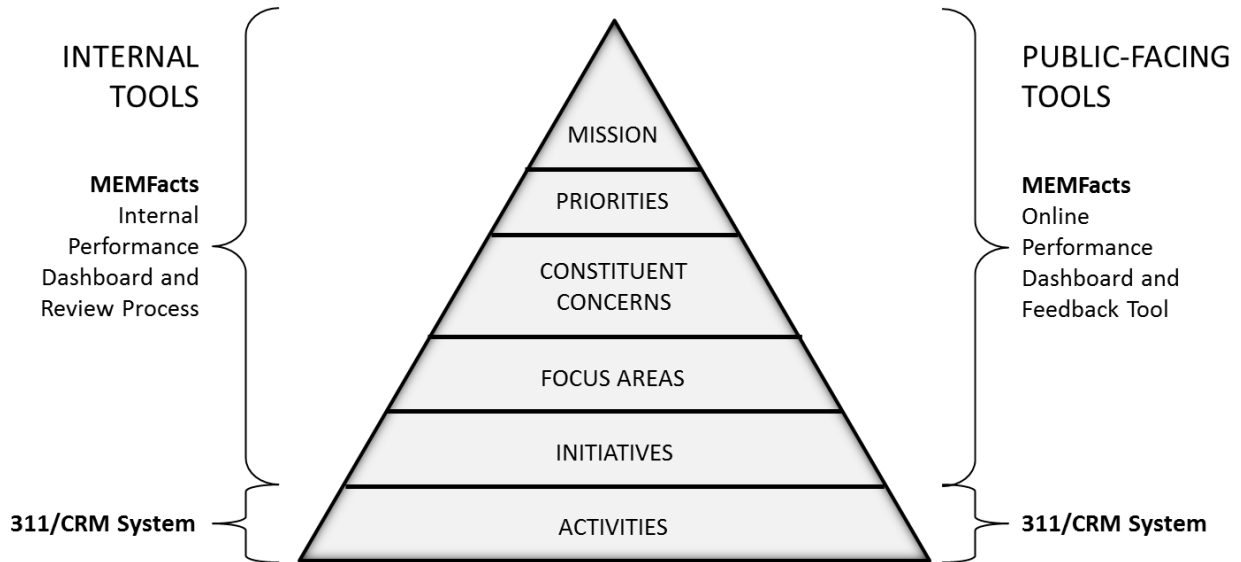 INTERNAL
TOOLS
MEMFacts
Internal
Performance
Dashboard and
Review Process
311/CRM System
MISSION
PRIORITIES
CONSTITUENT
CONCERNS
FOCUS AREAS
INITIATIVES
ACTIVITIES
PUBLIC-FACING
TOOLS
MEMFacts
Online
Performance
Dashboard and
Feedback Tool
311/CRM System